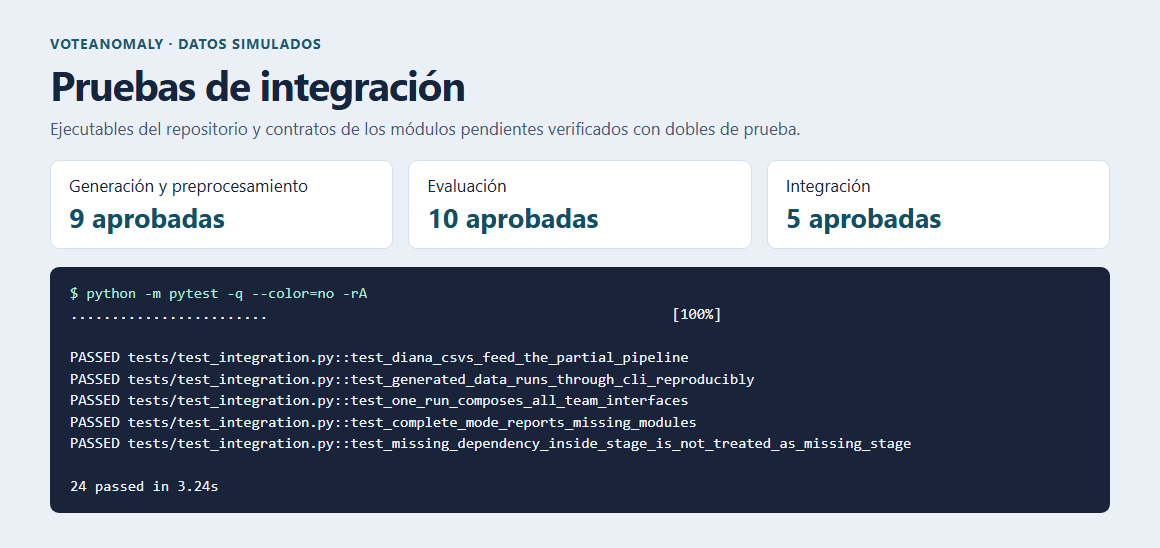 VOTEANOMALY · DATOS SIMULADOS
Pruebas de integración
Ejecutables del repositorio y contratos de los módulos pendientes verificados con dobles de prueba.
Generación y preprocesamiento
9 aprobadas
Evaluación
10 aprobadas
Integración
5 aprobadas
$ python -m pytest -q --color=no -rA
........................ [100%]
PASSED tests/test_integration.py::test_diana_csvs_feed_the_partial_pipeline
PASSED tests/test_integration.py::test_generated_data_runs_through_cli_reproducibly
PASSED tests/test_integration.py::test_one_run_composes_all_team_interfaces
PASSED tests/test_integration.py::test_complete_mode_reports_missing_modules
PASSED tests/test_integration.py::test_missing_dependency_inside_stage_is_not_treated_as_missing_stage
24 passed in 3.24s